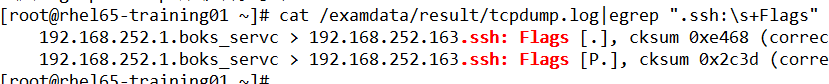 [root@rhel65-training01 ~]# cat /examdata/result/tcpdump.log|egrep ".ssh:\s+Flags"
192.168.252.1.boks_servc > 192.168.252.163.ssh: Flags [.], cksum 0xe468 (correc
192.168.252.1.boks_servc > 192.168.252.163.ssh: Flags [P.], cksum 0x2c3d (correc
[root@rhel65-training01 ~]#